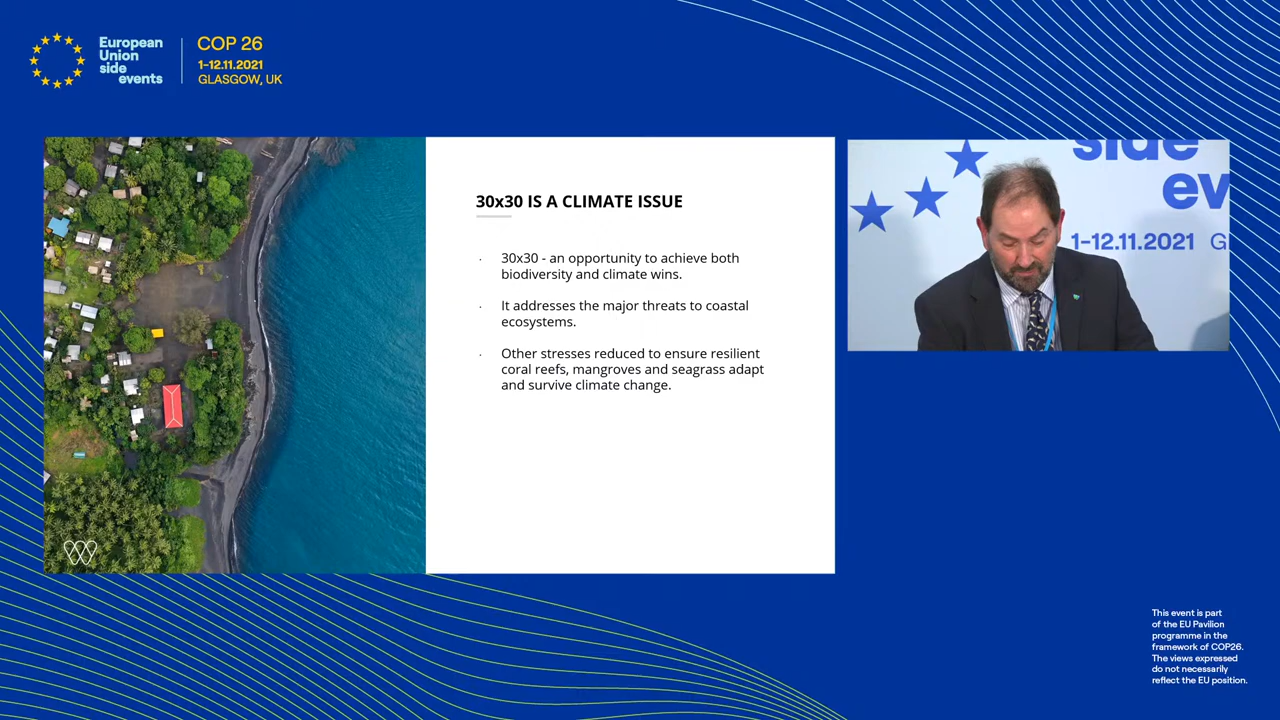 European
Union
side
events
COP 26
1-12.11.2021
GLASGOW, UK
30x30 IS A CLIMATE ISSUE
· 30x30 - an opportunity to achieve both
biodiversity and climate wins.
· It addresses the major threats to coastal
ecosystems.
· Other stresses reduced to ensure resilient
coral reefs, mangroves and seagrass adapt
and survive climate change.
side
ev
1-12.11.2021 G
This event is part
of the EU Pavilion
programme in the
framework of COP26.
The views expressed
do not necessarily
reflect the EU position.